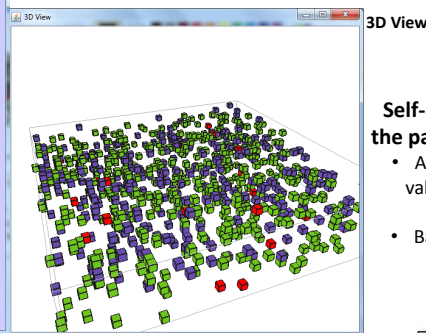 3D View
3D View
Self-
the pa
• A
val
• Ba